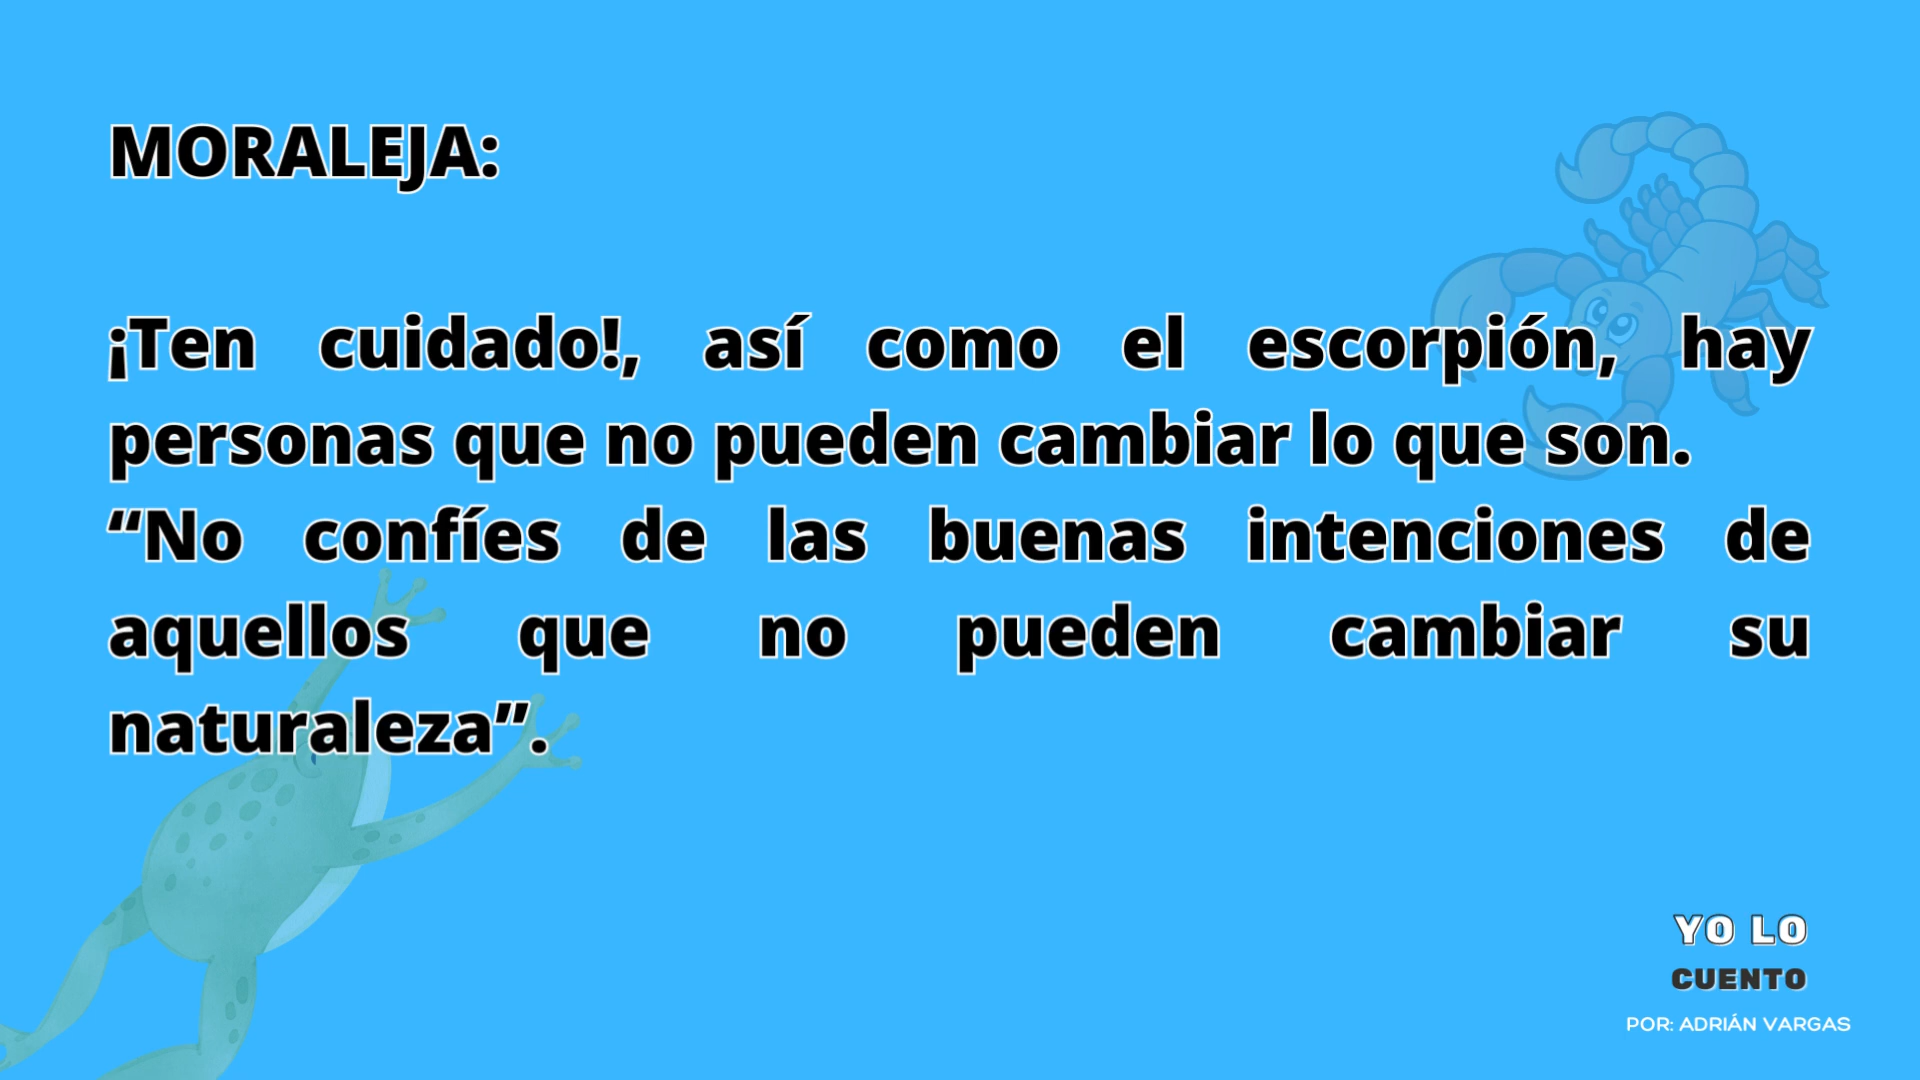 MORALEJA:
¡Ten cuidado!, así como el escorpión, hay
personas que no pueden cambiar lo que son.
“No confíes de las buenas intenciones de
aquellos que no pueden cambiar su
naturaleza”.
YO LO
CUENTO
POR: ADRIÁN VARGAS